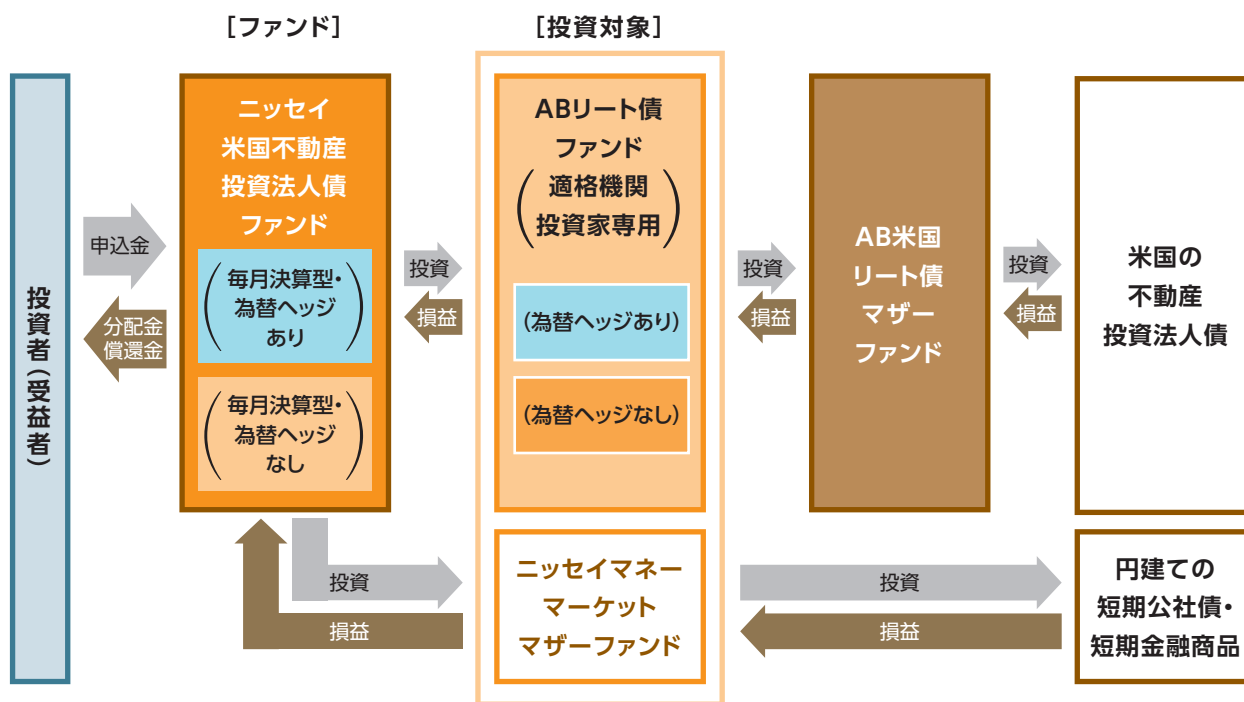 ［ファンド］
［投資対象］
投資者（受益者）
申込金
分配金
償還金
ニッセイ
米国不動産
投資法人債
ファンド
（毎月決算型・
為替ヘッジ
あり）
（毎月決算型・
為替ヘッジ
なし）
投資
損益
ABリート債
ファンド
（適格機関
投資家専用）
（為替ヘッジあり）
（為替ヘッジなし）
投資
損益
AB米国
リート債
マザー
ファンド
投資
損益
米国の
不動産
投資法人債
投資
損益
ニッセイマネー
マーケット
マザーファンド
投資
損益
円建ての
短期公社債・
短期金融商品